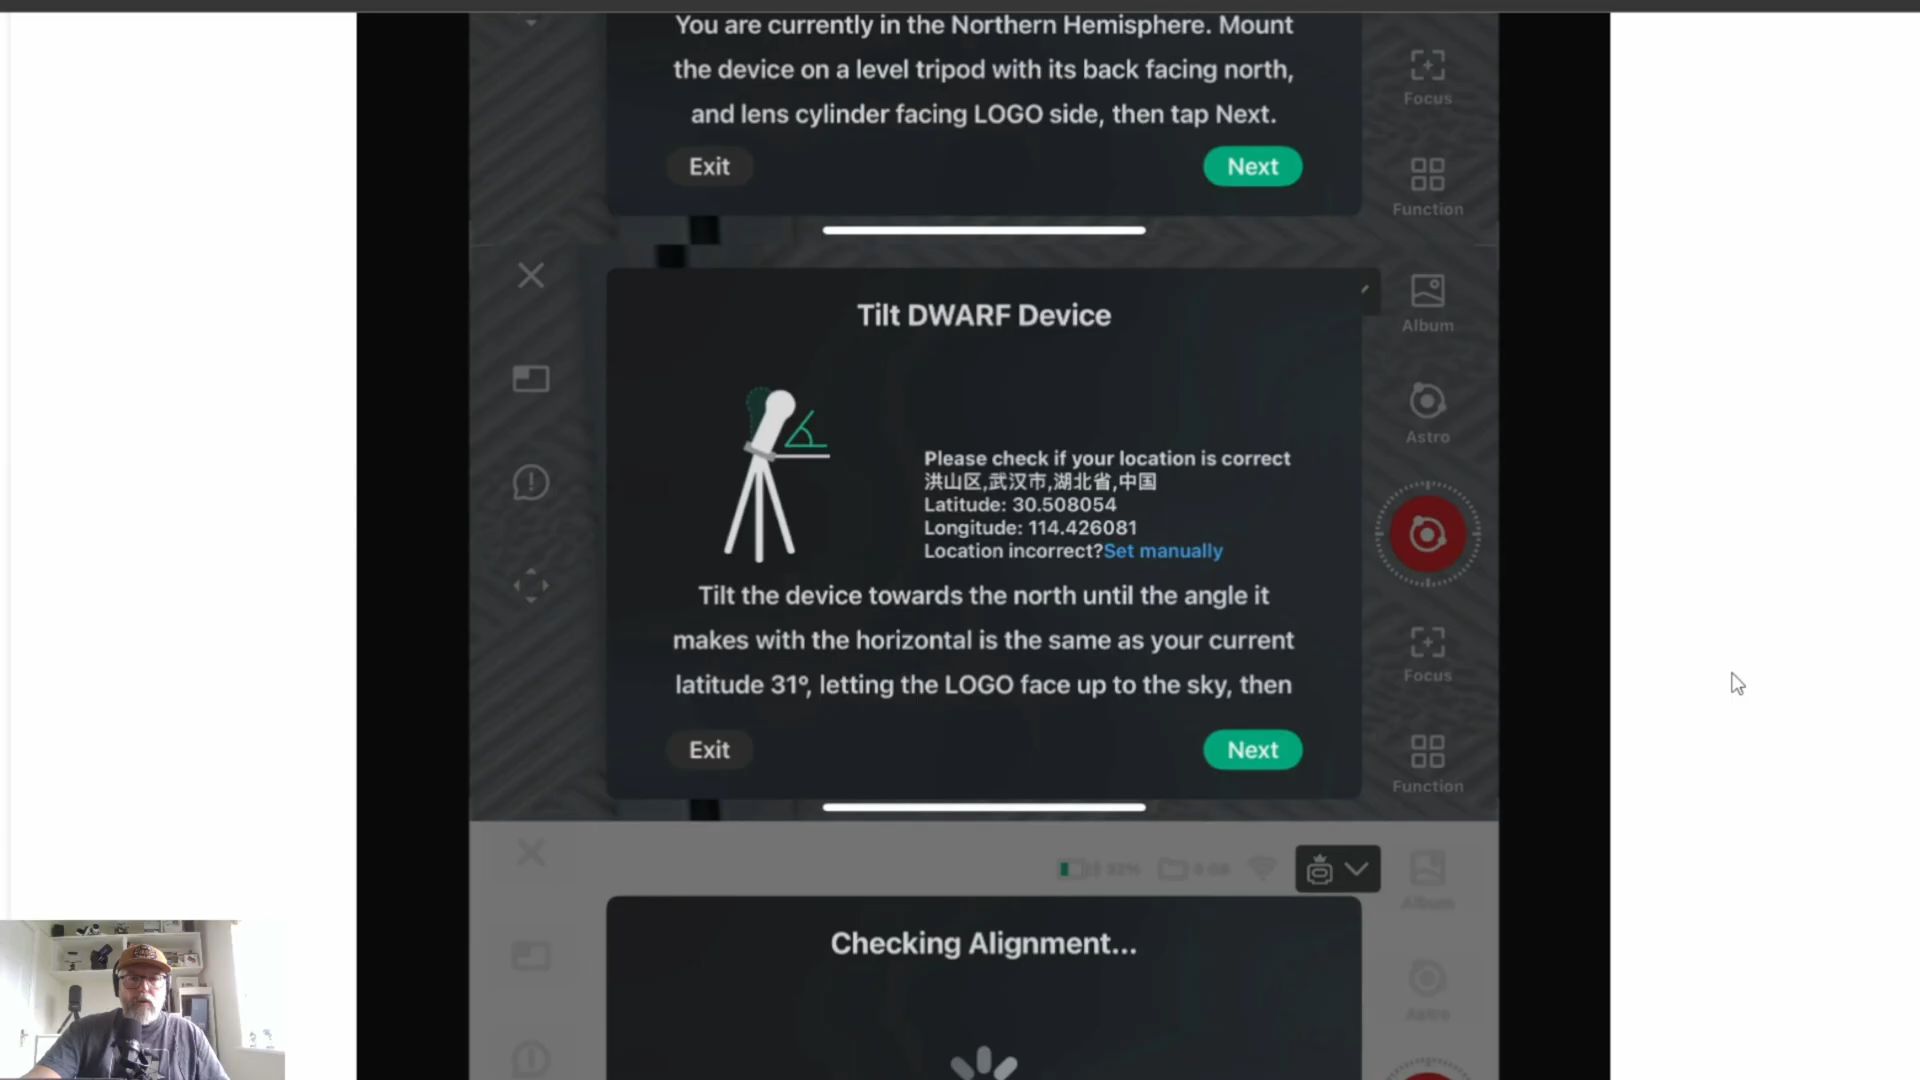 You are currently in the Northern Hemisphere. Mount
the device on a level tripod with its back facing north,
and lens cylinder facing LOGO side, then tap Next.
Exit
Next
Focus
Function
Tilt DWARF Device
Please check if your location is correct
洪山区,武汉市,湖北省,中国
Latitude: 30.508054
Longitude: 114.426081
Location incorrect?Set manually
Tilt the device towards the north until the angle it
makes with the horizontal is the same as your current
latitude 31°, letting the LOGO face up to the sky, then
Exit
Next
Album
Astro
Focus
Function
Checking Alignment...
Album
Astro